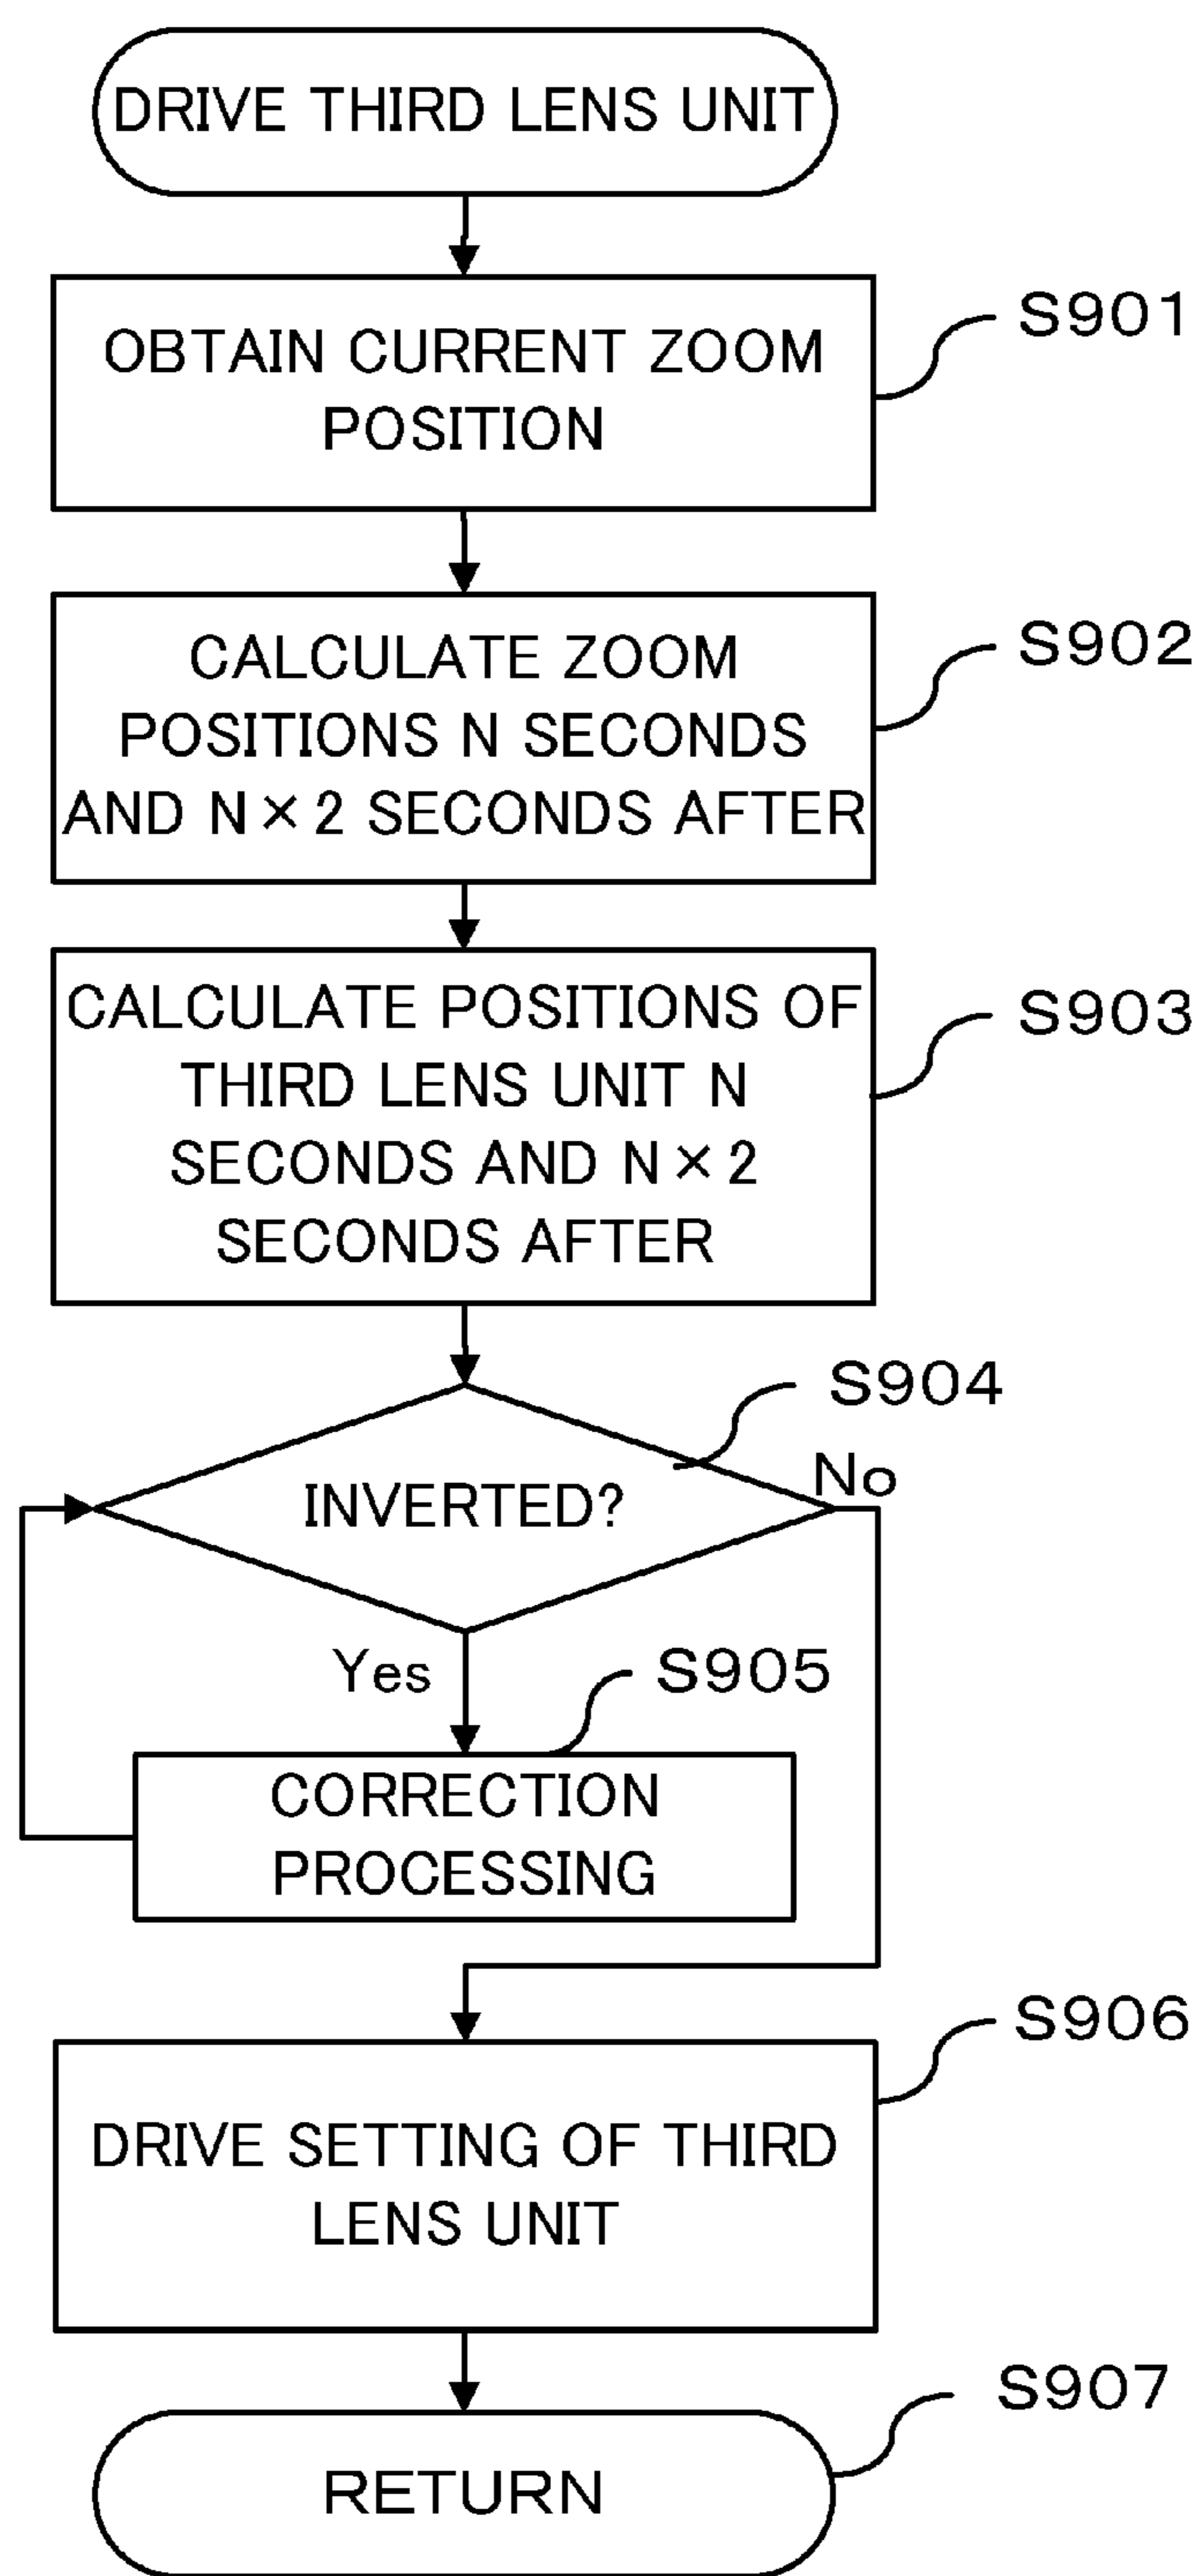 DRIVE THIRD LENS UNIT
S901
OBTAIN CURRENT ZOOM
POSITION
S902
CALCULATE ZOOM
POSITIONS N SECONDS
AND N×2 SECONDS AFTER
S903
CALCULATE POSITIONS OF
THIRD LENS UNIT N
SECONDS AND N×2
SECONDS AFTER
S904
INVERTED?
No
Yes
S905
CORRECTION
PROCESSING
S906
DRIVE SETTING OF THIRD
LENS UNIT
S907
RETURN